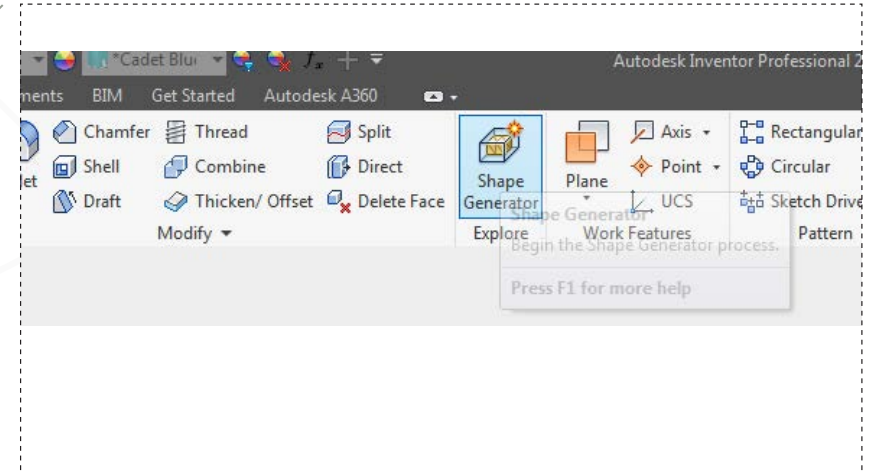 *Cadet Blu
fx
Autodesk Inventor Professional 2
ments BIM Get Started Autodesk A360
Chamfer Thread Split Axis Rectangular
Shell Combine Direct Point Circular
let Shape Plane
Draft Thicken/ Offset Delete Face Generator UCS Sketch Drive
Modify Explore Work Features Pattern
Shape Generator
Begin the Shape Generator process.
Press F1 for more help